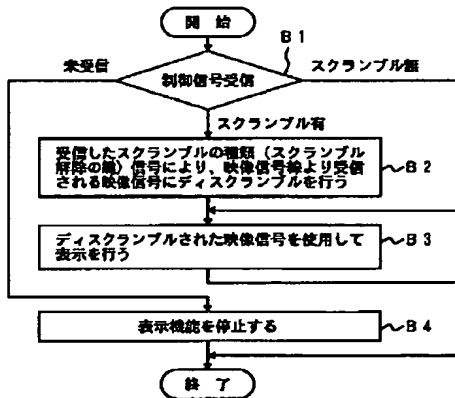 開始
B1
未受信
制御信号受信
スクランブル無
スクランブル有
受信したスクランブルの種類(スクランブル
解除の鍵)信号により、映像信号線より受信
される映像信号にディスクランブルを行う
B2
ディスクランブルされた映像信号を使用して
表示を行う
B3
表示機能を停止する
B4
終了